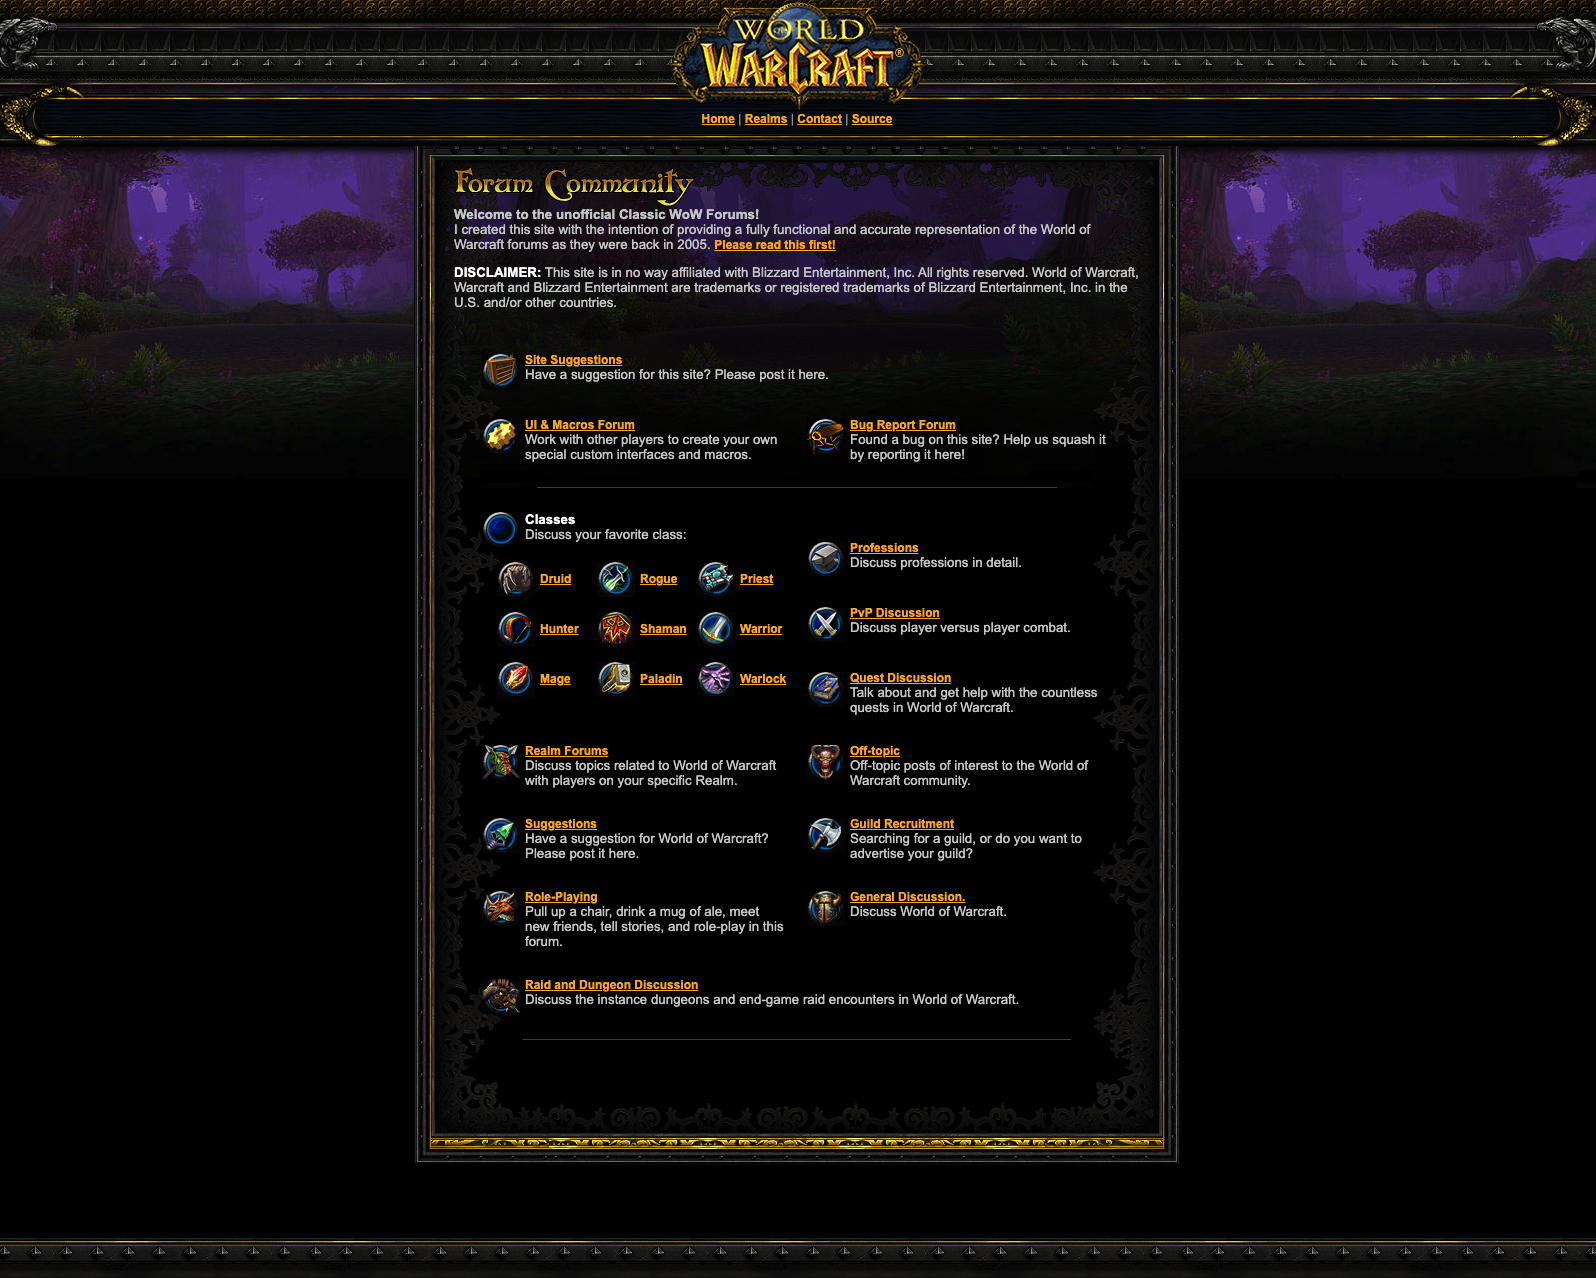 WORLD
OF
WARCRAFT®
Home | Realms | Contact | Source
Forum Community
Welcome to the unofficial Classic WoW Forums!
I created this site with the intention of providing a fully functional and accurate representation of the World of
Warcraft forums as they were back in 2005. Please read this first!
DISCLAIMER: This site is in no way affiliated with Blizzard Entertainment, Inc. All rights reserved. World of Warcraft,
Warcraft and Blizzard Entertainment are trademarks or registered trademarks of Blizzard Entertainment, Inc. in the
U.S. and/or other countries.
Site Suggestions
Have a suggestion for this site? Please post it here.
UI & Macros Forum
Work with other players to create your own
special custom interfaces and macros.
Bug Report Forum
Found a bug on this site? Help us squash it
by reporting it here!
Classes
Discuss your favorite class:
Druid
Rogue
Priest
Hunter
Shaman
Warrior
Mage
Paladin
Warlock
Professions
Discuss professions in detail.
PvP Discussion
Discuss player versus player combat.
Quest Discussion
Talk about and get help with the countless
quests in World of Warcraft.
Realm Forums
Discuss topics related to World of Warcraft
with players on your specific Realm.
Off-topic
Off-topic posts of interest to the World of
Warcraft community.
Suggestions
Have a suggestion for World of Warcraft?
Please post it here.
Guild Recruitment
Searching for a guild, or do you want to
advertise your guild?
Role-Playing
Pull up a chair, drink a mug of ale, meet
new friends, tell stories, and role-play in this
forum.
General Discussion.
Discuss World of Warcraft.
Raid and Dungeon Discussion
Discuss the instance dungeons and end-game raid encounters in World of Warcraft.